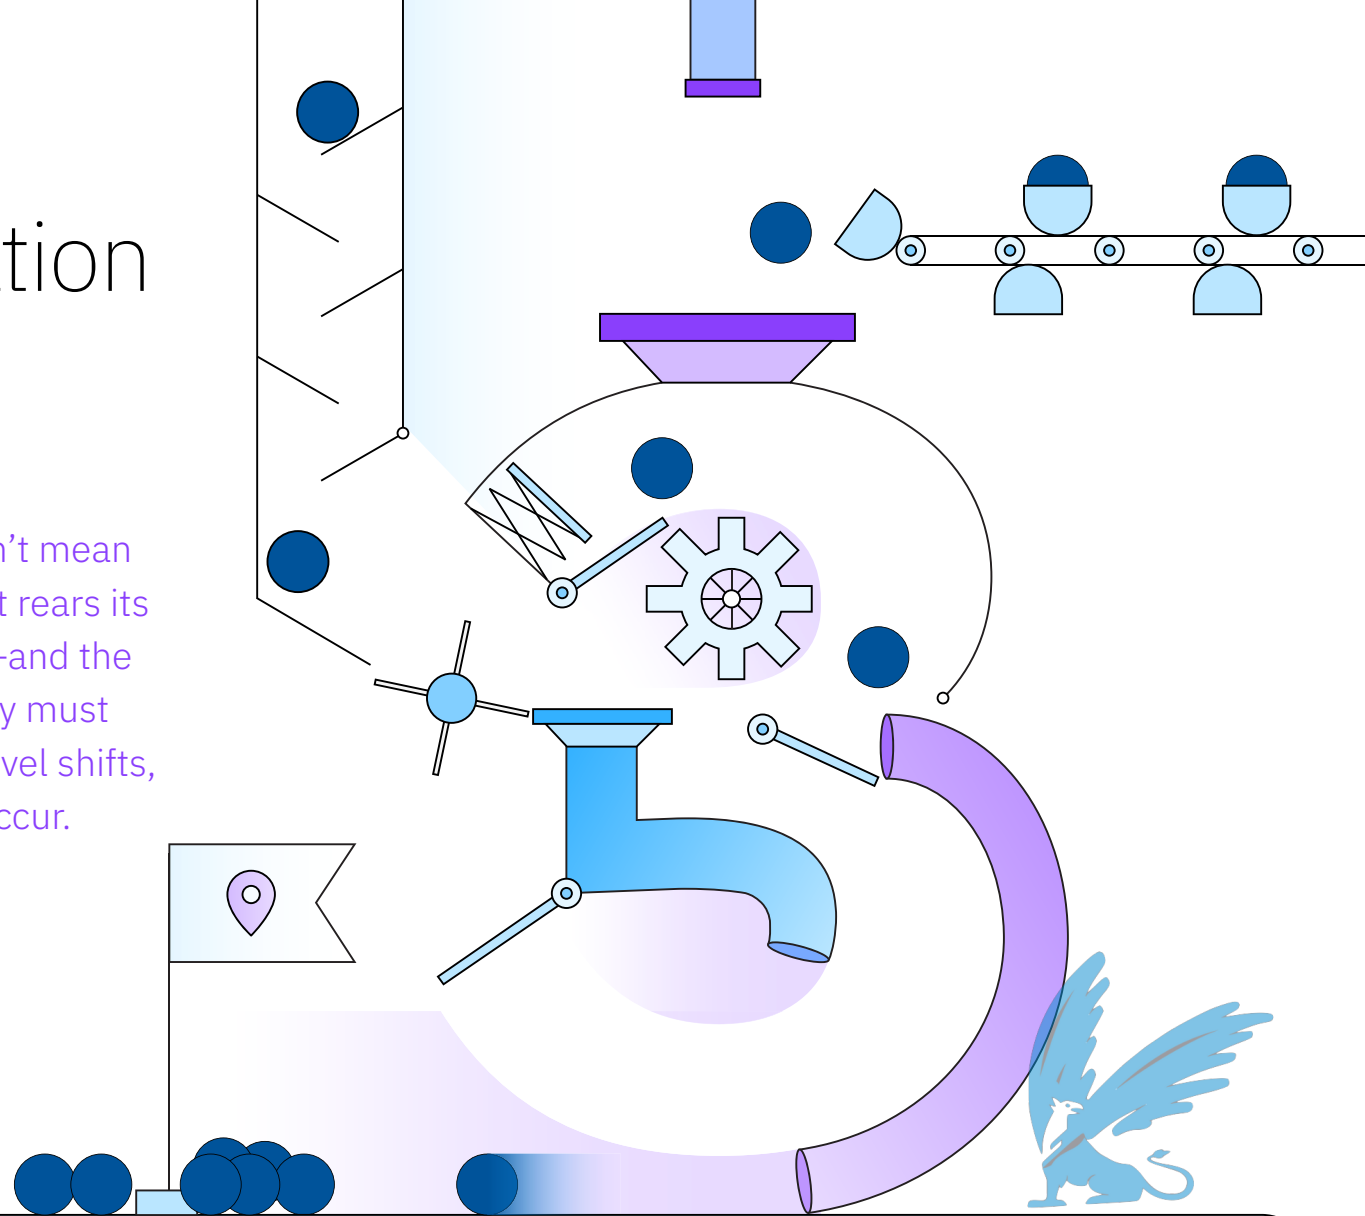 tion
n’t mean
t rears its
–and the
y must
vel shifts,
ccur.